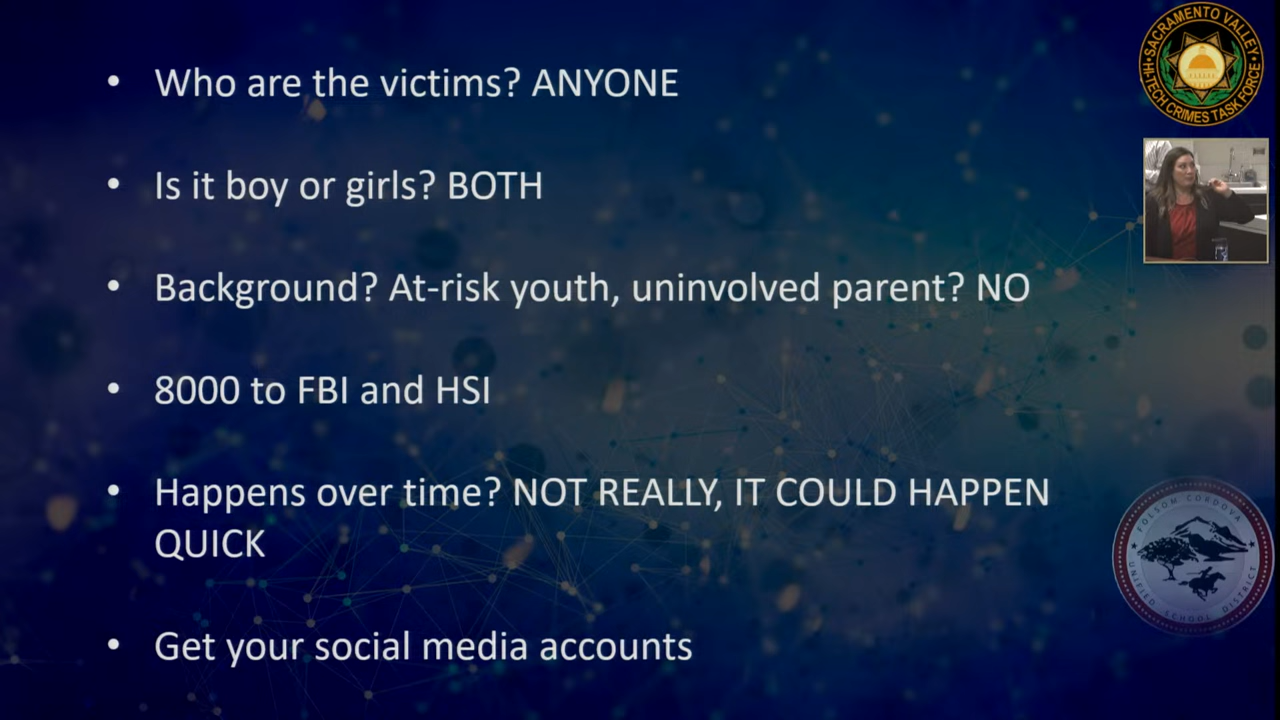 • Who are the victims? ANYONE
• Is it boy or girls? BOTH
• Background? At-risk youth, uninvolved parent? NO
• 8000 to FBI and HSI
• Happens over time? NOT REALLY, IT COULD HAPPEN
QUICK
• Get your social media accounts
SACRAMENTO VALLEY
HI-TECH CRIMES TASK FORCE
FOLSOM CORDOVA
UNIFIED SCHOOL DISTRICT